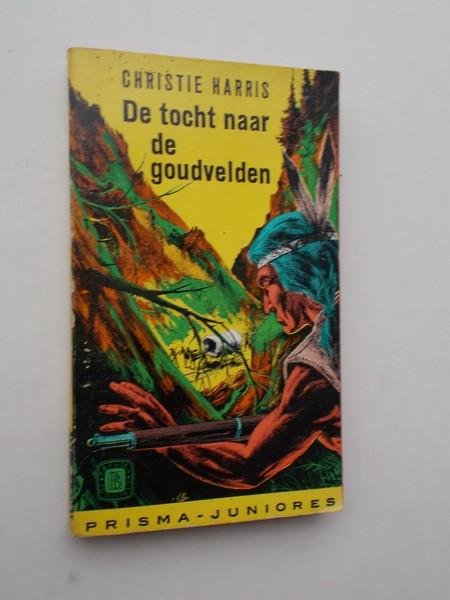 CHRISTIE HARRIS
De tocht naar
de
goudvelden
PRISMA-JUNIORES